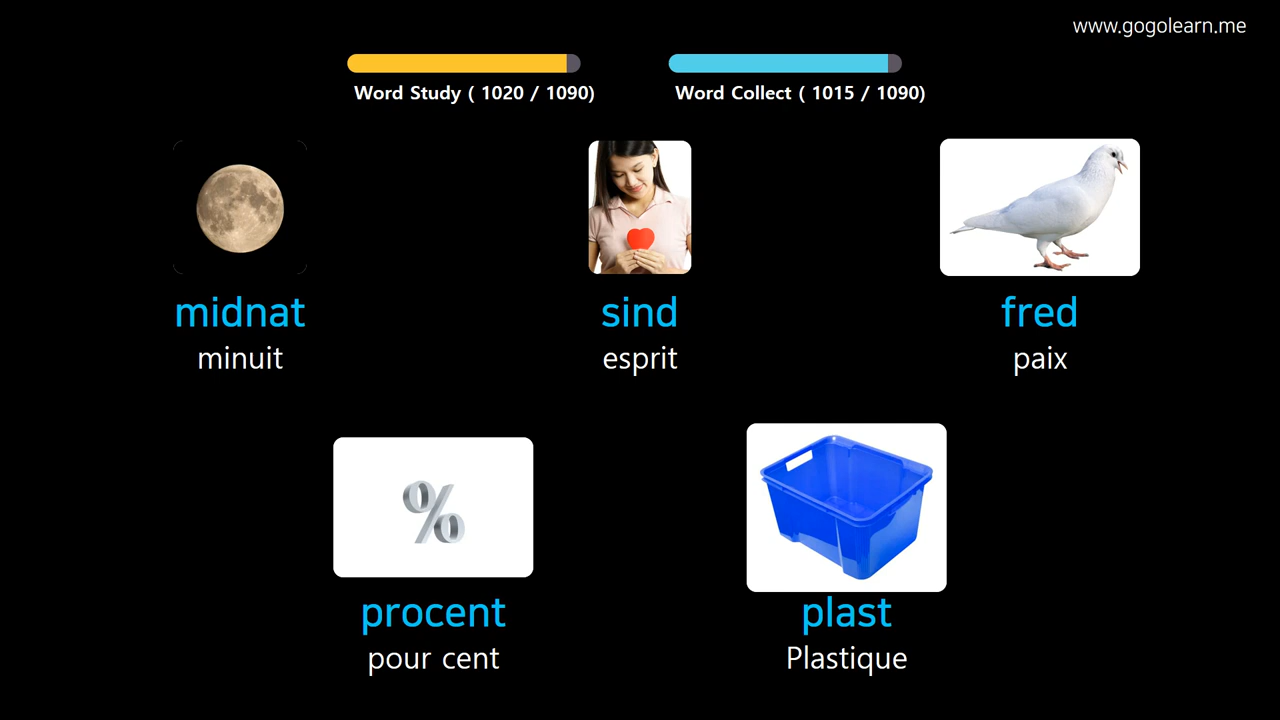 www.gogolearn.me
Word Study ( 1020 / 1090)
Word Collect ( 1015 / 1090)
midnat
minuit
sind
esprit
fred
paix
%
procent
pour cent
plast
Plastique